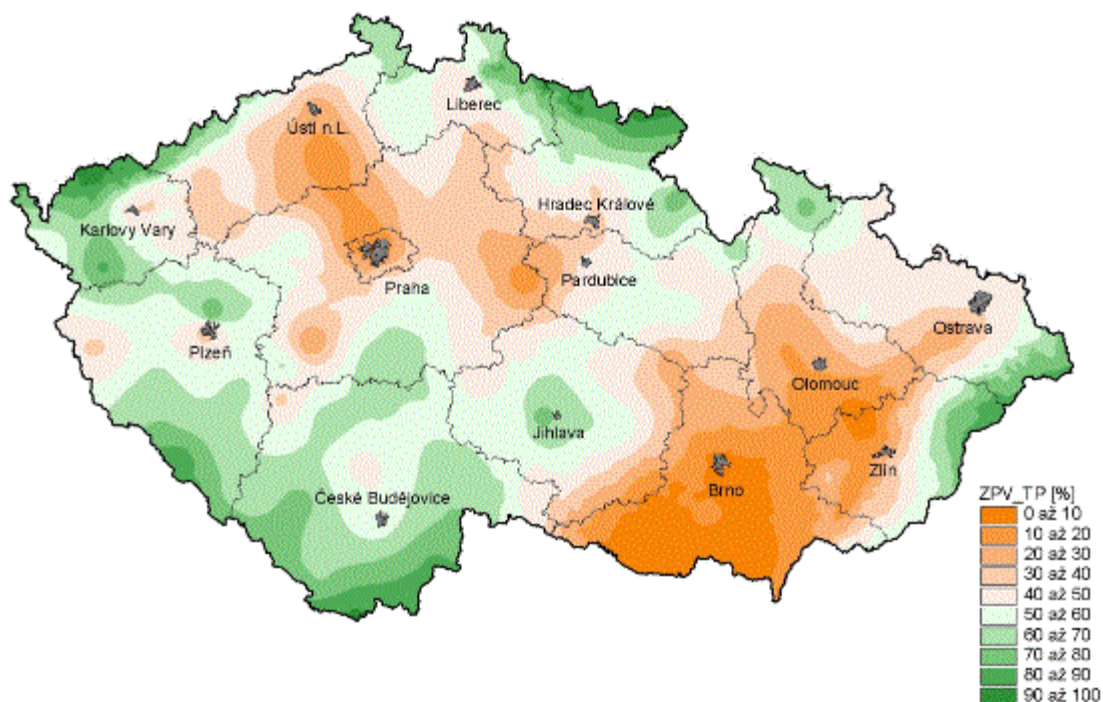 Liberec
Ústí n.L.
Karlovy Vary
Hradec Králové
Praha
Pardubice
Plzeň
Ostrava
Olomouc
Jihlava
Zlín
Brno
České Budějovice
ZPV_TP [%]
0 až 10
10 až 20
20 až 30
30 až 40
40 až 50
50 až 60
60 až 70
70 až 80
80 až 90
90 až 100